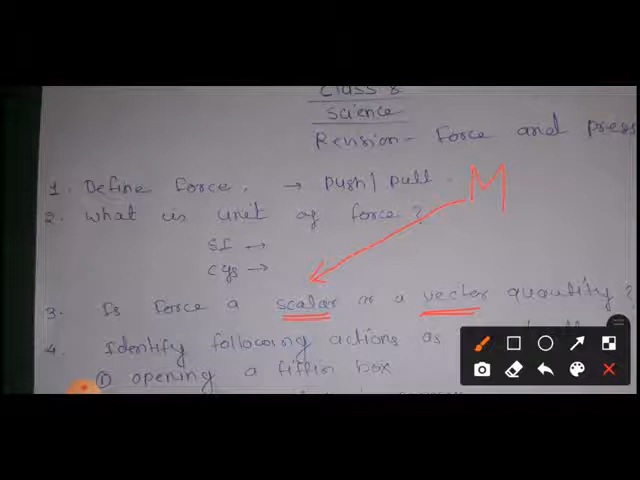 Class 8
Science
Revision - Force and press
1. Define Force. → Push / Pull. M
2. What is unit of force?
SI →
Cgs →
3. Is Force a scalar or a vector quantity?
4. Identify following actions as
① opening a tiffin box